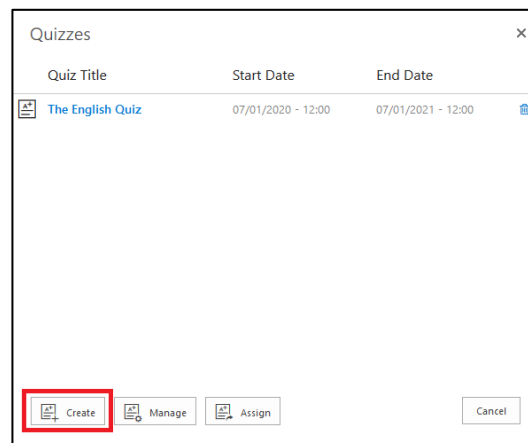 Quizzes
Quiz Title Start Date End Date
The English Quiz 07/01/2020 - 12:00 07/01/2021 - 12:00
Create Manage Assign Cancel